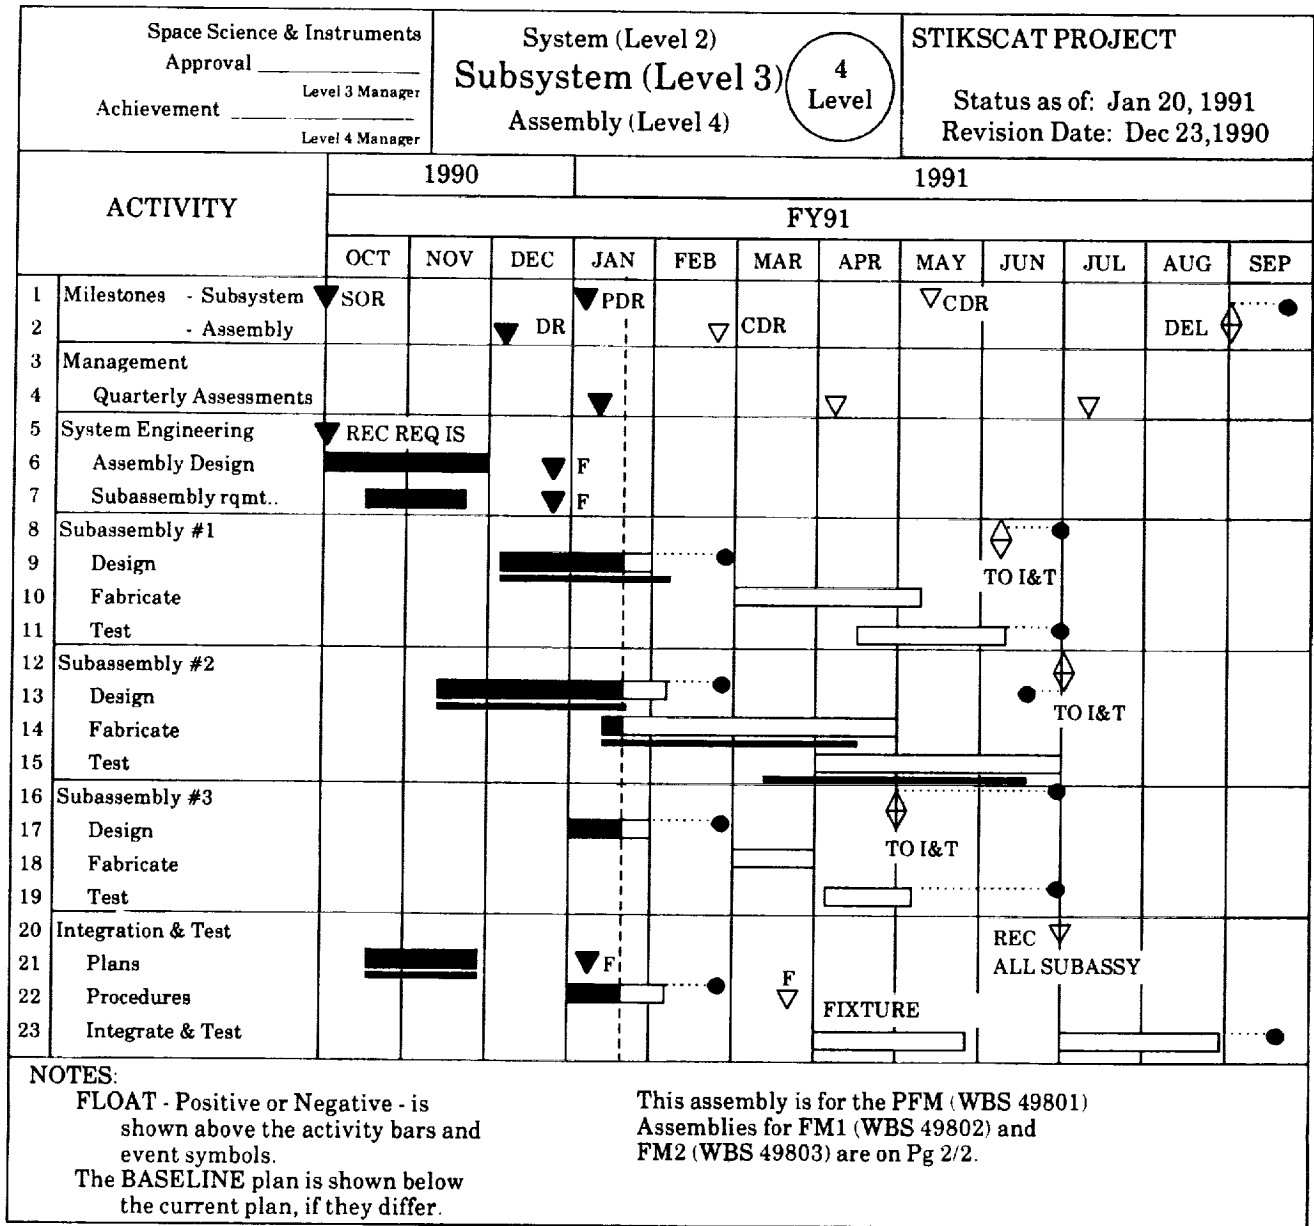 Space Science & Instruments
Approval
Level 3 Manager
Achievement
Level 4 Manager
System (Level 2)
Subsystem (Level 3)
Assembly (Level 4)
4
Level
STIKSCAT PROJECT
Status as of: Jan 20, 1991
Revision Date: Dec 23,1990
ACTIVITY
1990 1991
FY91
OCT NOV DEC JAN FEB MAR APR MAY JUN JUL AUG SEP
1 Milestones - Subsystem SOR PDR CDR
2 - Assembly DR CDR DEL
3 Management
4 Quarterly Assessments
5 System Engineering REC REQ IS
6 Assembly Design F
7 Subassembly rqmt.. F
8 Subassembly #1
9 Design TO I&T
10 Fabricate
11 Test
12 Subassembly #2
13 Design TO I&T
14 Fabricate
15 Test
16 Subassembly #3
17 Design TO I&T
18 Fabricate
19 Test
20 Integration & Test REC
21 Plans F ALL SUBASSY
22 Procedures F FIXTURE
23 Integrate & Test
NOTES:
FLOAT - Positive or Negative - is
shown above the activity bars and
event symbols.
The BASELINE plan is shown below
the current plan, if they differ.
This assembly is for the PFM (WBS 49801)
Assemblies for FM1 (WBS 49802) and
FM2 (WBS 49803) are on Pg 2/2.